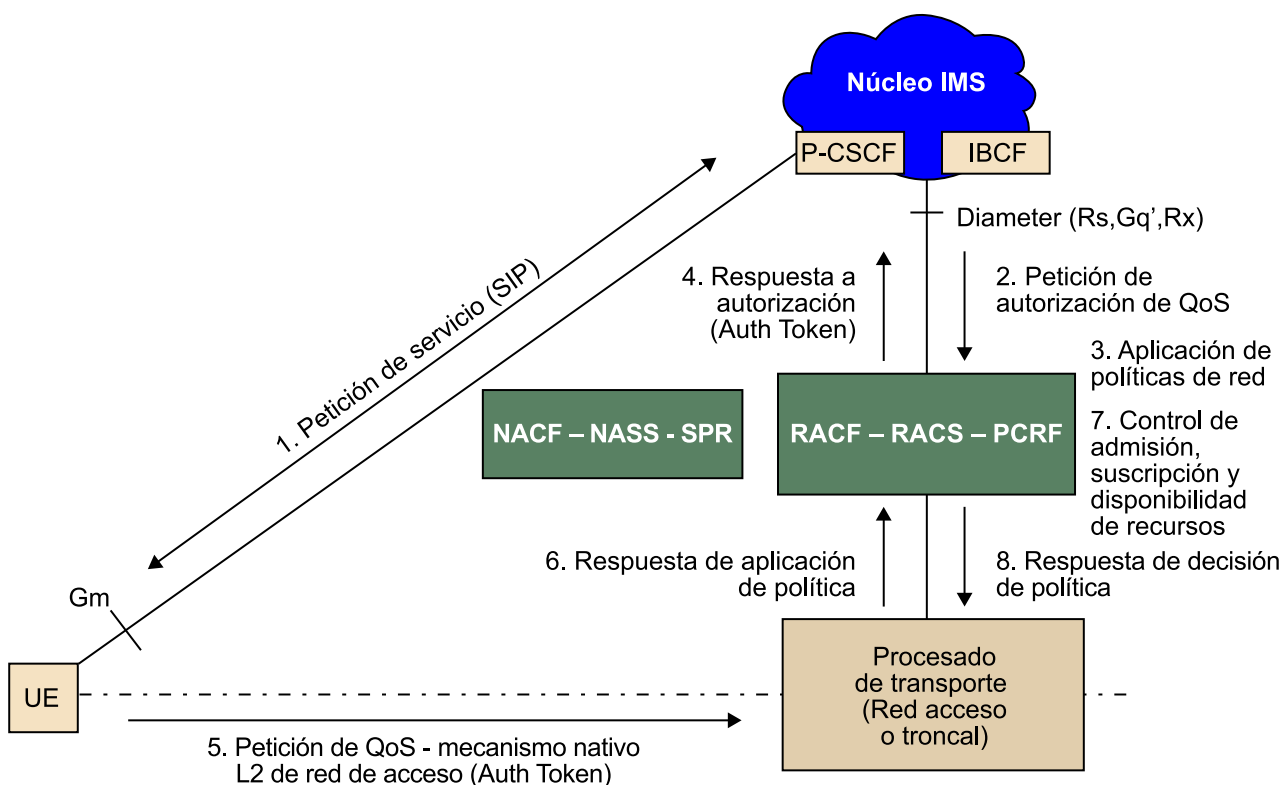 Núcleo IMS
P-CSCF
IBCF
Diameter (Rs,Gq’,Rx)
4. Respuesta a
autorización
(Auth Token)
2. Petición de
autorización de QoS
1. Petición de servicio (SIP)
3. Aplicación de
políticas de red
NACF – NASS - SPR
RACF – RACS – PCRF
7. Control de
admisión,
suscripción y
disponibilidad
de recursos
6. Respuesta de aplicación
de política
8. Respuesta de decisión
de política
Gm
UE
Procesado
de transporte
(Red acceso
o troncal)
5. Petición de QoS - mecanismo nativo
L2 de red de acceso (Auth Token)